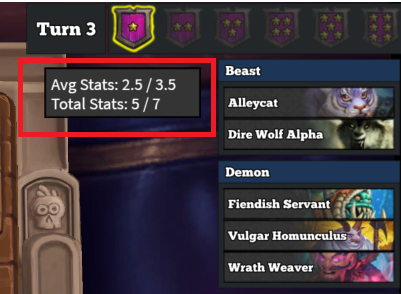 Turn 3
Avg Stats: 2.5 / 3.5
Total Stats: 5 / 7
Beast
Alleycat
Dire Wolf Alpha
Demon
Fiendish Servant
Vulgar Homunculus
Wrath Weaver